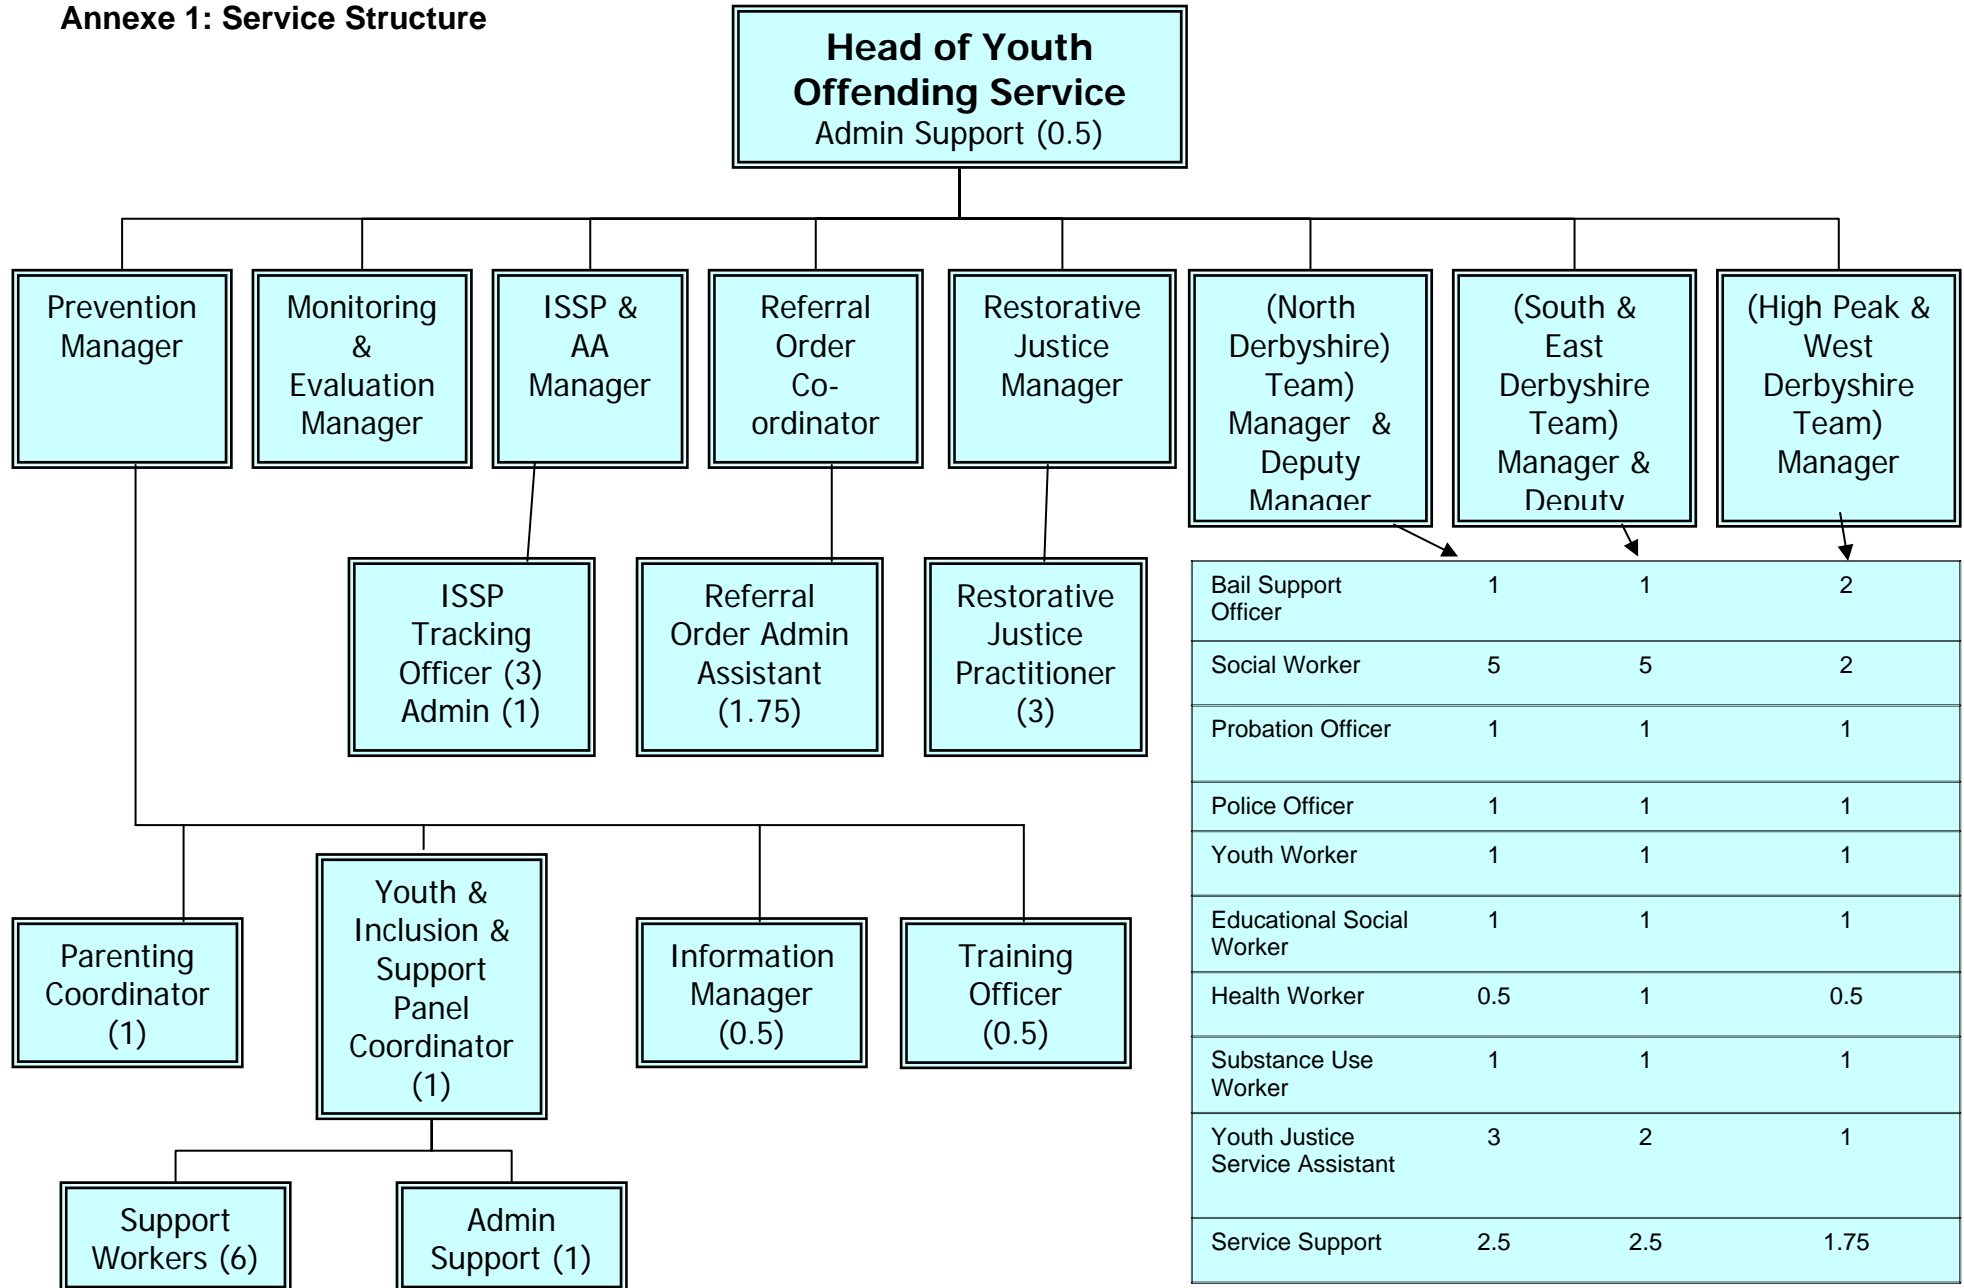 Annexe 1: Service Structure
Head of Youth
Offending Service
Admin Support (0.5)
Prevention
Manager
Monitoring
&
Evaluation
Manager
ISSP &
AA
Manager
Referral
Order
Co-
ordinator
Restorative
Justice
Manager
(North
Derbyshire)
Team)
Manager &
Deputy
Manager
(South &
East
Derbyshire
Team)
Manager &
Deputy
(High Peak &
West
Derbyshire
Team)
Manager
ISSP
Tracking
Officer (3)
Admin (1)
Referral
Order Admin
Assistant
(1.75)
Restorative
Justice
Practitioner
(3)
Parenting
Coordinator
(1)
Youth &
Inclusion &
Support
Panel
Coordinator
(1)
Information
Manager
(0.5)
Training
Officer
(0.5)
Support
Workers (6)
Admin
Support (1)
Bail Support 1 1 2
Officer
Social Worker 5 5 2
Probation Officer 1 1 1
Police Officer 1 1 1
Youth Worker 1 1 1
Educational Social 1 1 1
Worker
Health Worker 0.5 1 0.5
Substance Use 1 1 1
Worker
Youth Justice 3 2 1
Service Assistant
Service Support 2.5 2.5 1.75